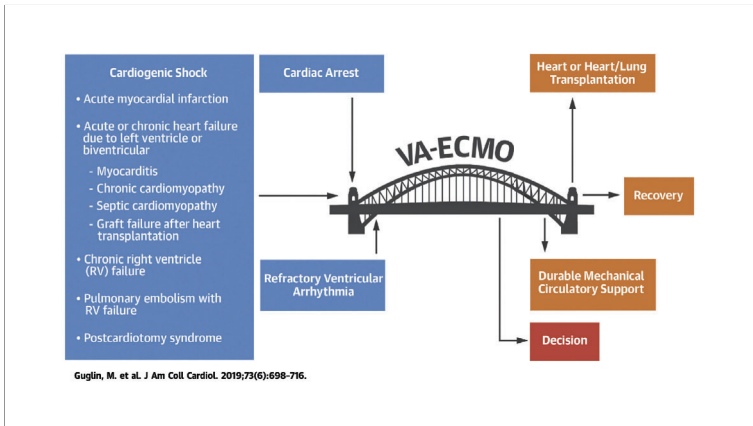 Cardiogenic Shock
• Acute myocardial infarction
• Acute or chronic heart failure
due to left ventricle or
biventricular
- Myocarditis
- Chronic cardiomyopathy
- Septic cardiomyopathy
- Graft failure after heart
transplantation
• Chronic right ventricle
(RV) failure
• Pulmonary embolism with
RV failure
• Postcardiotomy syndrome
Cardiac Arrest
VA-ECMO
Refractory Ventricular
Arrhythmia
Heart or Heart/Lung
Transplantation
Recovery
Durable Mechanical
Circulatory Support
Decision
Guglin, M. et al. J Am Coll Cardiol. 2019;73(6):698-716.